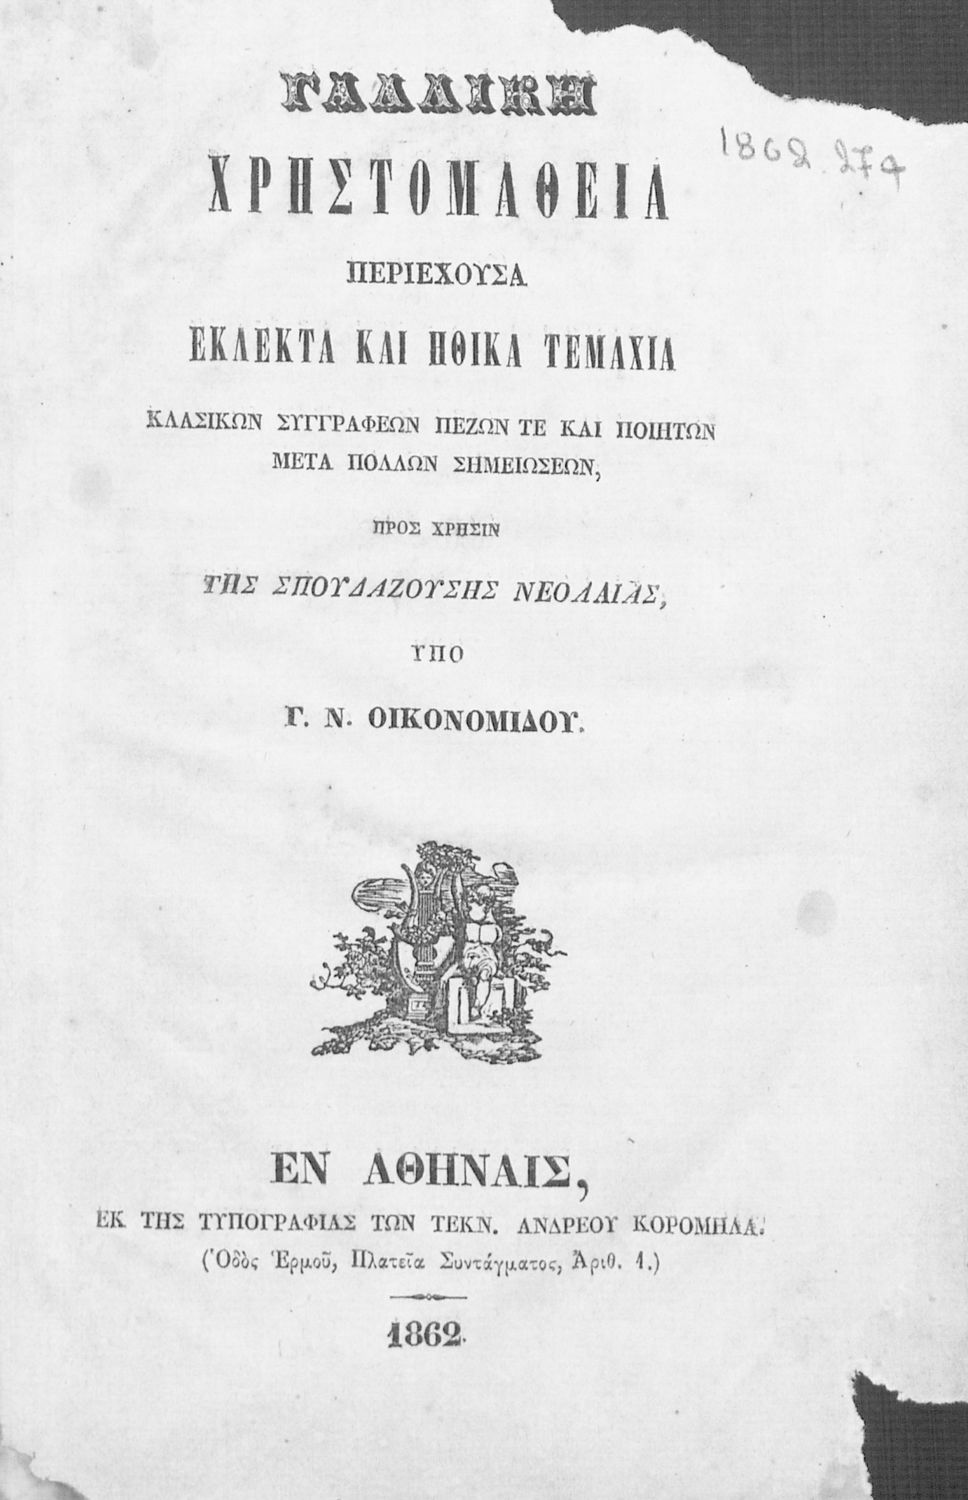 ΓΑΛΛΙΚΗ
1862 274
ΧΡΗΣΤΟΜΑΘΕΙΑ
ΠΕΡΙΕΧΟΥΣΑ
ΕΚΛΕΚΤΑ ΚΑΙ ΗΘΙΚΑ ΤΕΜΑΧΙΑ
ΚΛΑΣΙΚΩΝ ΣΥΓΓΡΑΦΕΩΝ ΠΕΖΩΝ ΤΕ ΚΑΙ ΠΟΙΗΤΩΝ
ΜΕΤΑ ΠΟΛΛΩΝ ΣΗΜΕΙΩΣΕΩΝ,
ΠΡΟΣ ΧΡΗΣΙΝ
ΤΗΣ ΣΠΟΥΔΑΖΟΥΣΗΣ ΝΕΟΛΑΙΑΣ,
ΥΠΟ
Γ. Ν. ΟΙΚΟΝΟΜΙΔΟΥ.
ΕΝ ΑΘΗΝΑΙΣ,
ΕΚ ΤΗΣ ΤΥΠΟΓΡΑΦΙΑΣ ΤΩΝ ΤΕΚΝ. ΑΝΔΡΕΟΥ ΚΟΡΟΜΗΛΑ.
(Ὁδὸς Ἑρμοῦ, Πλατεῖα Συντάγματος, Ἀριθ. 1.)
1862.